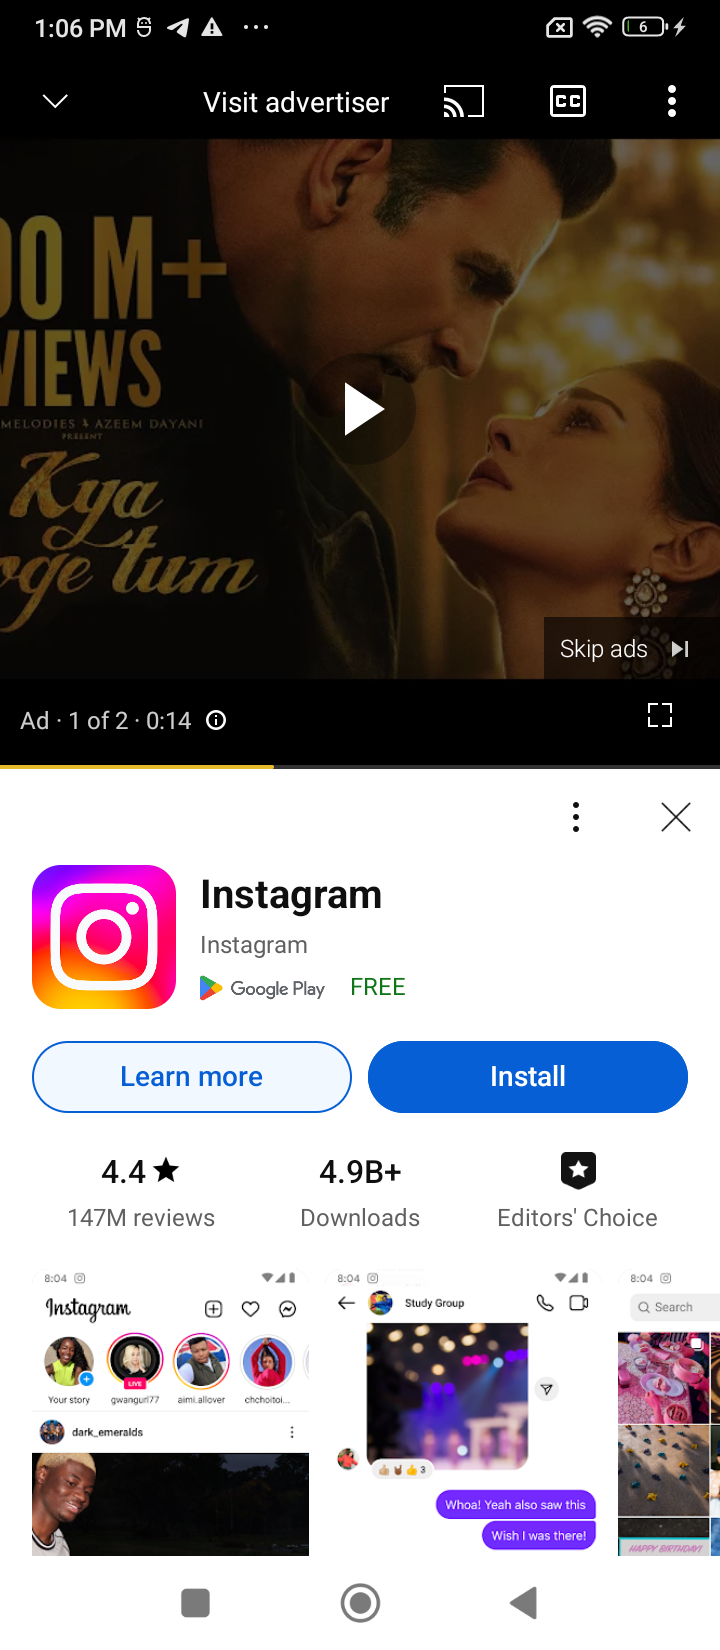 1:06 PM
6
Visit advertiser
CC
00 M+
VIEWS
MELODIES & AZEEM DAYANI
PRESENT
Kya
oge tum
Skip ads
Ad · 1 of 2 · 0:14
Instagram
Instagram
Google Play FREE
Learn more
Install
4.4★
147M reviews
4.9B+
Downloads
Editors' Choice
8:04
Instagram
Your story
LIVE
gwangurl77
aimi.allover
chchoitoi...
dark_emeralds
8:04
Study Group
3
Whoa! Yeah also saw this
Wish I was there!
8:04
Search
HAPPY BIRTHDAY!